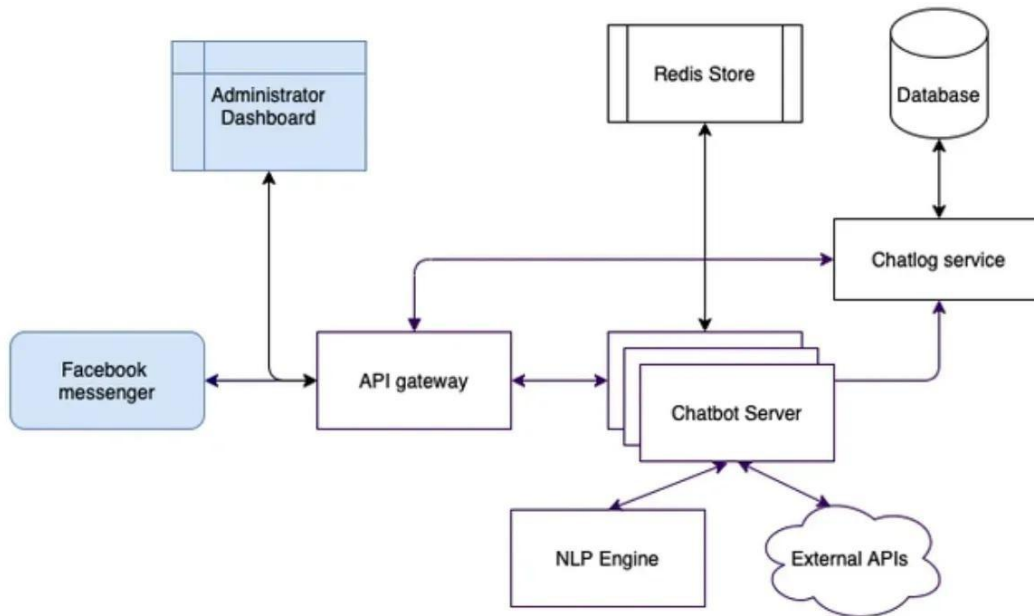 Redis Store
Administrator
Dashboard
Database
Chatlog service
Facebook
messenger
API gateway
Chatbot Server
NLP Engine
External APIs